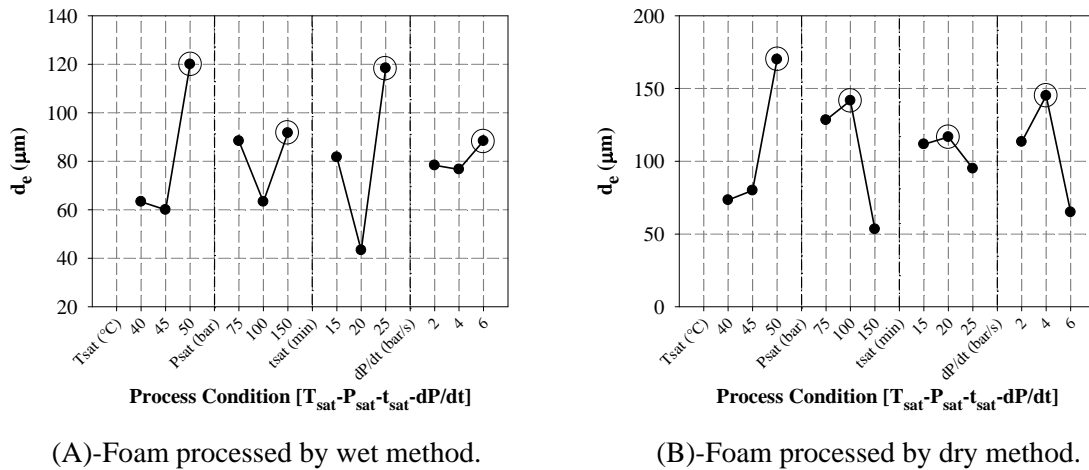 140
120
100
80
60
40
20
dₑ (µm)
Tsat (°C) 40 45 50 Psat (bar) 75 100 150 tsat (min) 15 20 25 dP/dt (bar/s) 2 4 6
Process Condition [Tsat-Psat-tsat-dP/dt]
(A)-Foam processed by wet method.
200
150
100
50
0
dₑ (µm)
Tsat (°C) 40 45 50 Psat (bar) 75 100 150 tsat (min) 15 20 25 dP/dt (bar/s) 2 4 6
Process Condition [Tsat-Psat-tsat-dP/dt]
(B)-Foam processed by dry method.